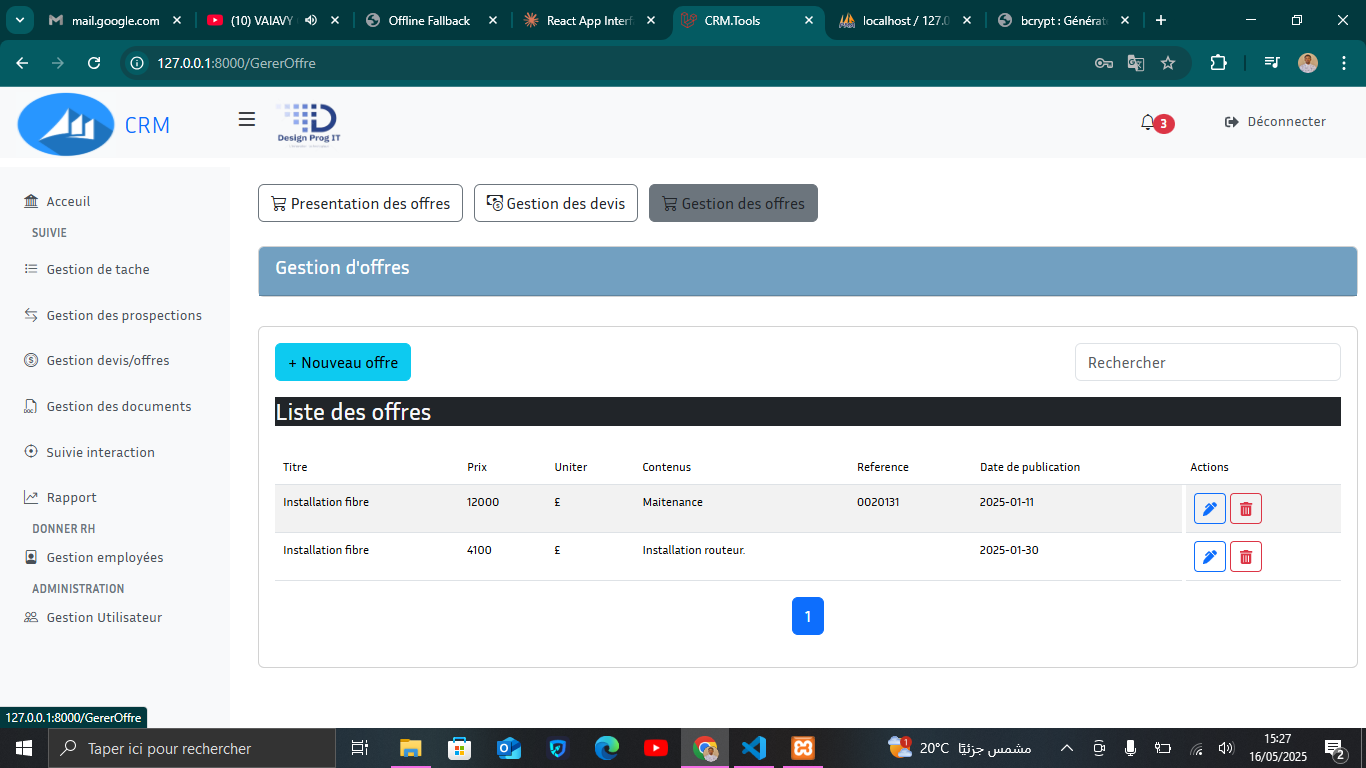 mail.google.com
(10) VAIAVY
Offline Fallback
React App Interf
CRM.Tools
localhost / 127.0
bcrypt : Générat
127.0.0.1:8000/GererOffre
CRM
Design Prog IT
3
Déconnecter
Acceuil
SUIVIE
Gestion de tache
Gestion des prospections
Gestion devis/offres
Gestion des documents
Suivie interaction
Rapport
DONNER RH
Gestion employées
ADMINISTRATION
Gestion Utilisateur
Presentation des offres
Gestion des devis
Gestion des offres
Gestion d'offres
+ Nouveau offre
Rechercher
Liste des offres
Titre Prix Uniter Contenus Reference Date de publication Actions
Installation fibre 12000 £ Maitenance 0020131 2025-01-11
Installation fibre 4100 £ Installation routeur. 2025-01-30
1
127.0.0.1:8000/GererOffre
Taper ici pour rechercher
1
20°C مشمس جزئيًا
15:27
16/05/2025
2